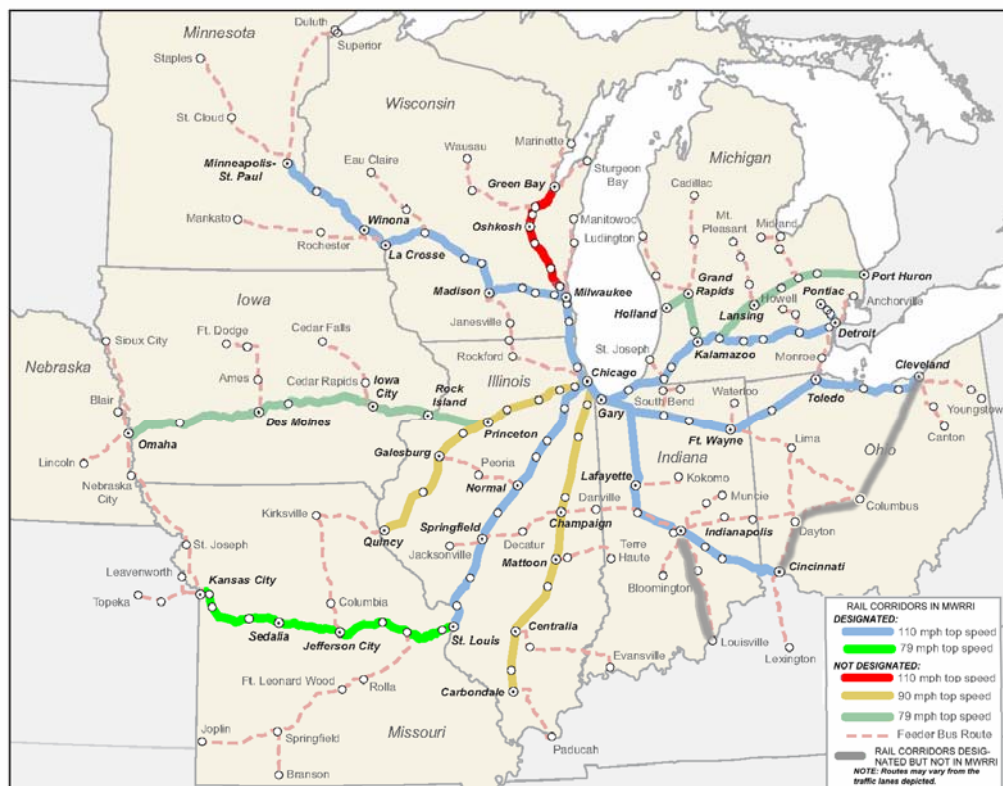 Minnesota
Duluth
Superior
Staples
St. Cloud
Minneapolis-
St. Paul
Wisconsin
Eau Claire
Wausau
Marinette
Green Bay
Sturgeon
Bay
Oshkosh
Manitowoc
Ludington
Michigan
Cadillac
Mt.
Pleasant
Midland
Mankato
Rochester
Winona
La Crosse
Madison
Milwaukee
Janesville
Rockford
Holland
Grand
Rapids
Lansing
Howell
Pontiac
Port Huron
Anchorville
Detroit
Kalamazoo
Monroe
St. Joseph
South Bend
Iowa
Sioux City
Ft. Dodge
Cedar Falls
Ames
Cedar Rapids
Iowa
City
Rock
Island
Des Moines
Nebraska
Blair
Omaha
Lincoln
Nebraska
City
Illinois
Chicago
Gary
Princeton
Galesburg
Peoria
Normal
Quincy
Kirksville
Springfield
Jacksonville
Decatur
Champaign
Danville
Mattoon
Terre
Haute
Centralia
Carbondale
Evansville
Paducah
Waterloo
Ft. Wayne
Toledo
Cleveland
Youngstown
Canton
Ohio
Lima
Columbus
Dayton
Cincinnati
Lexington
Louisville
Indiana
Lafayette
Kokomo
Muncie
Indianapolis
Bloomington
St. Joseph
Leavenworth
Kansas City
Topeka
Sedalia
Columbia
Jefferson City
St. Louis
Ft. Leonard Wood
Rolla
Joplin
Springfield
Branson
Missouri
RAIL CORRIDORS IN MWRRI
DESIGNATED:
110 mph top speed
79 mph top speed
NOT DESIGNATED:
110 mph top speed
90 mph top speed
79 mph top speed
Feeder Bus Route
RAIL CORRIDORS DESIG-
NATED BUT NOT IN MWRRI
NOTE: Routes may vary from the
traffic lanes depicted.